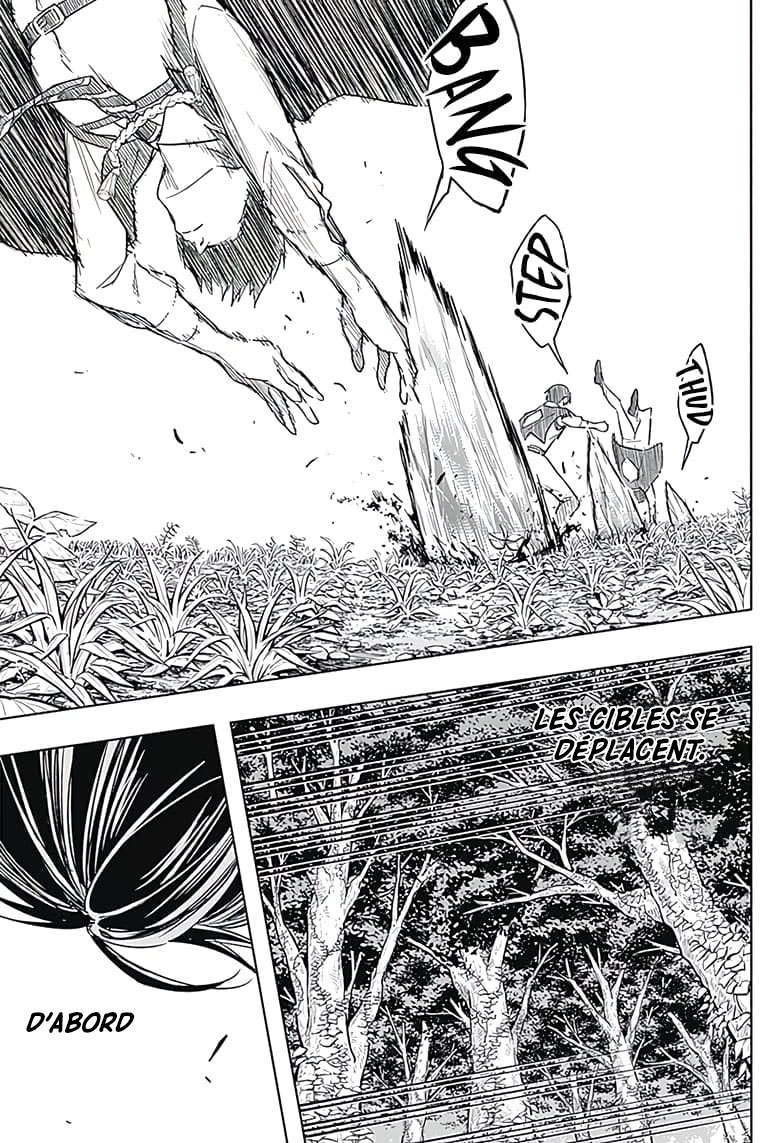 BANG
STEP
THUD
LES CIBLES SE
DÉPLACENT.
D'ABORD